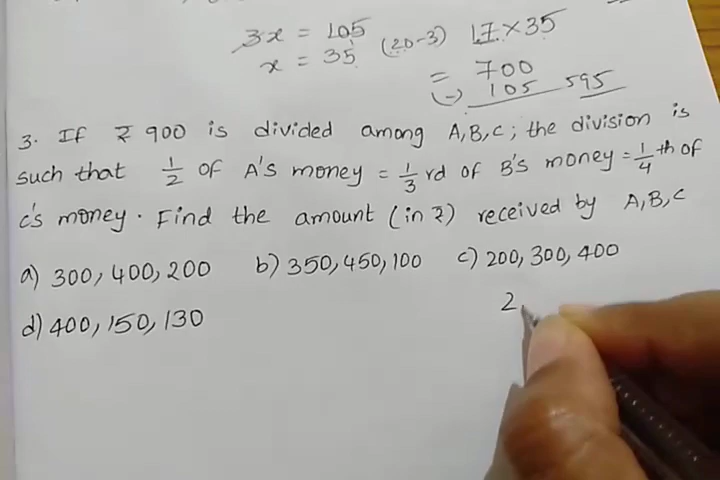 3x = 105 (20-3) 17 × 35
x = 35 = 700
(-) 105 595
3. If ₹ 900 is divided among A,B,C; the division is
such that 1/2 of A's money = 1/3 rd of B's money = 1/4 th of
c's money. Find the amount (in ₹) received by A,B,C
a) 300, 400, 200 b) 350, 450, 100 c) 200, 300, 400
d) 400, 150, 130 2